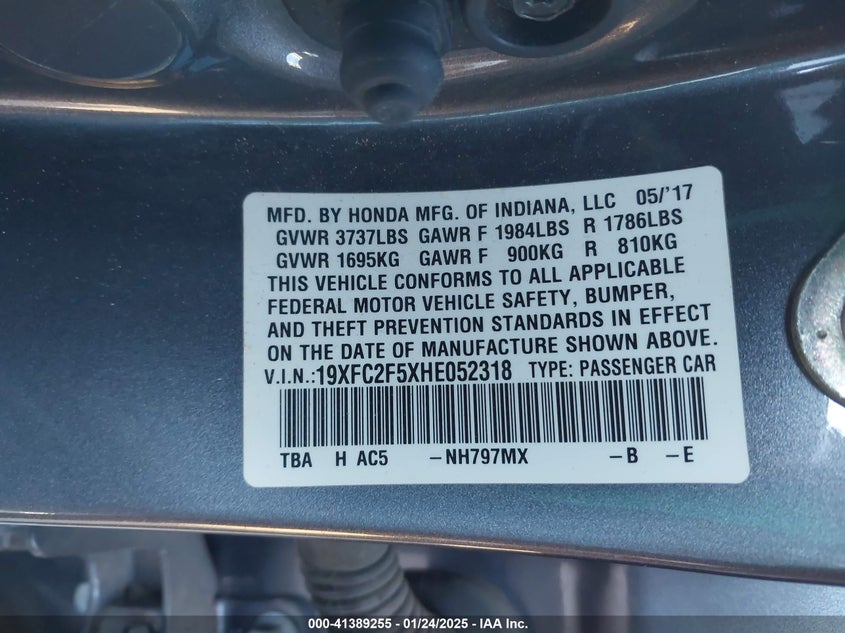 MFD. BY HONDA MFG. OF INDIANA, LLC 05/'17
GVWR 3737LBS GAWR F 1984LBS R 1786LBS
GVWR 1695KG GAWR F 900KG R 810KG
THIS VEHICLE CONFORMS TO ALL APPLICABLE
FEDERAL MOTOR VEHICLE SAFETY, BUMPER,
AND THEFT PREVENTION STANDARDS IN EFFECT
ON THE DATE OF MANUFACTURE SHOWN ABOVE.
V.I.N.:19XFC2F5XHE052318 TYPE: PASSENGER CAR
TBA H AC5 –NH797MX –B –E
000-41389255 - 01/24/2025 - IAA Inc.